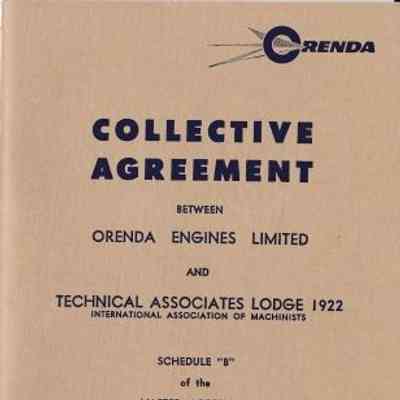 ORENDA
COLLECTIVE
AGREEMENT
BETWEEN
ORENDA ENGINES LIMITED
AND
TECHNICAL ASSOCIATES LODGE 1922
INTERNATIONAL ASSOCIATION OF MACHINISTS
SCHEDULE "B"
of the